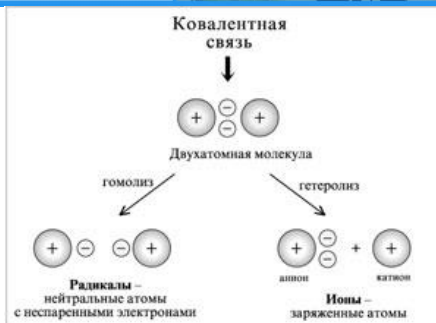 Ковалентная
связь
+ − − +
Двухатомная молекула
гомолиз
гетеролиз
+ − − +
+ − − + +
анион
катион
Радикалы –
нейтральные атомы
с неспаренными электронами
Ионы –
заряженные атомы